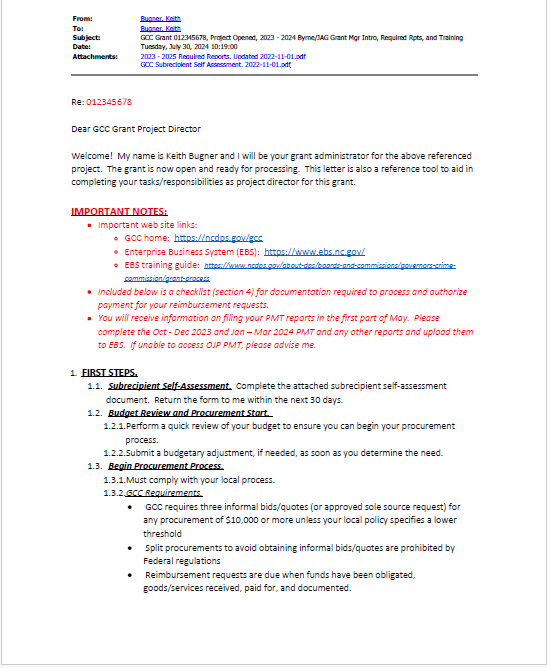 From: Bugner, Keith
To: Bugner, Keith
Subject: GCC Grant 012345678, Project Opened, 2023 - 2024 Byrne/JAG Grant Mgr Intro, Required Rpts, and Training
Date: Tuesday, July 30, 2024 10:19:00
Attachments: 2023 - 2025 Required Reports. Updated 2022-11-01.pdf
GCC Subrecipient Self Assessment. 2022-11-01.pdf
Re: 012345678
Dear GCC Grant Project Director
Welcome! My name is Keith Bugner and I will be your grant administrator for the above referenced
project. The grant is now open and ready for processing. This letter is also a reference tool to aid in
completing your tasks/responsibilities as project director for this grant.
IMPORTANT NOTES:
• Important web site links:
o GCC home: https://ncdps.gov/gcc
o Enterprise Business System (EBS): https://www.ebs.nc.gov/
o EBS training guide: https://www.ncdps.gov/about-dps/boards-and-commissions/governors-crime-
commission/grant-process
• Included below is a checklist (section 4) for documentation required to process and authorize
payment for your reimbursement requests.
• You will receive information on filing your PMT reports in the first part of May. Please
complete the Oct - Dec 2023 and Jan – Mar 2024 PMT and any other reports and upload them
to EBS. If unable to access OJP PMT, please advise me.
1. FIRST STEPS.
1.1. Subrecipient Self-Assessment. Complete the attached subrecipient self-assessment
document. Return the form to me within the next 30 days.
1.2. Budget Review and Procurement Start.
1.2.1.Perform a quick review of your budget to ensure you can begin your procurement
process.
1.2.2.Submit a budgetary adjustment, if needed, as soon as you determine the need.
1.3. Begin Procurement Process.
1.3.1.Must comply with your local process.
1.3.2.GCC Requirements.
• GCC requires three informal bids/quotes (or approved sole source request) for
any procurement of $10,000 or more unless your local policy specifies a lower
threshold
• Split procurements to avoid obtaining informal bids/quotes are prohibited by
Federal regulations
• Reimbursement requests are due when funds have been obligated,
goods/services received, paid for, and documented.